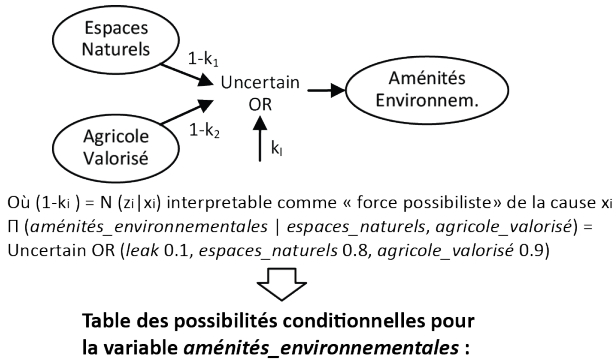 Espaces
Naturels
1-k₁
Uncertain
OR
Aménités
Environnem.
Agricole
Valorisé
1-k₂
kₗ
Où (1-kᵢ ) = N (zᵢ|xᵢ) interpretable comme « force possibiliste» de la cause xᵢ
Π (aménités_environnementales | espaces_naturels, agricole_valorisé) =
Uncertain OR (leak 0.1, espaces_naturels 0.8, agricole_valorisé 0.9)
Table des possibilités conditionnelles pour
la variable aménités_environnementales :